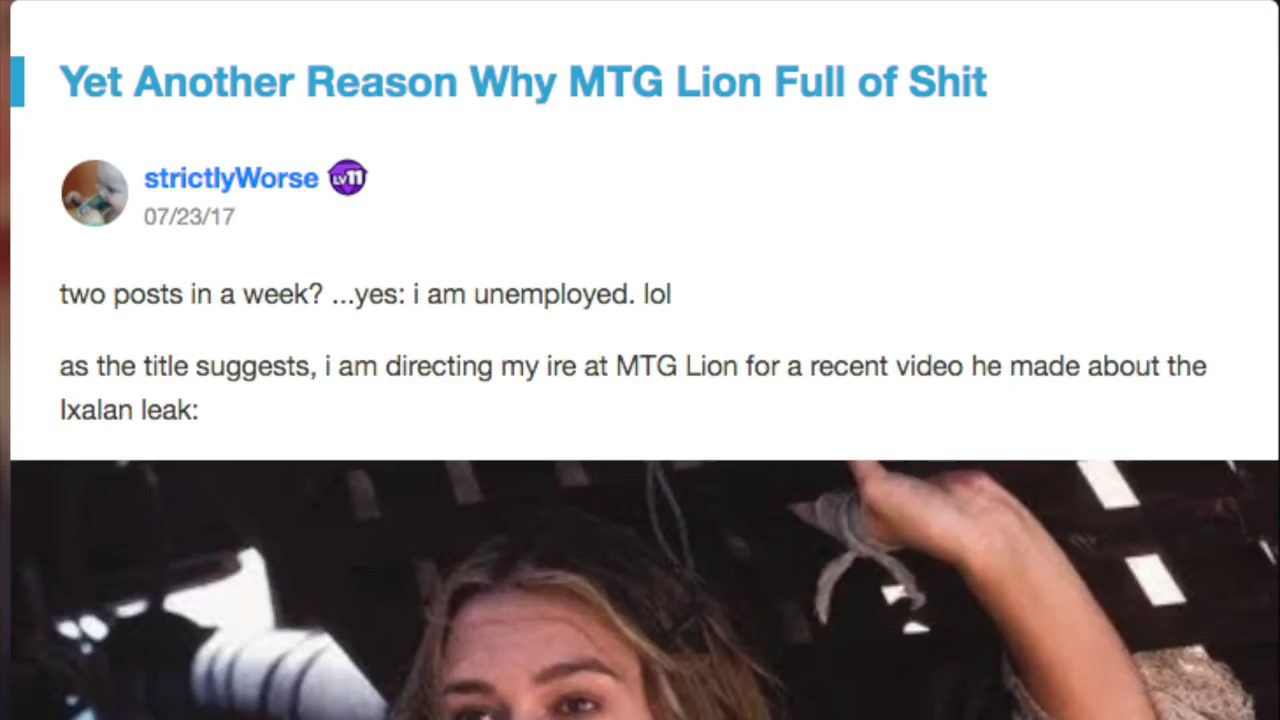 Yet Another Reason Why MTG Lion Full of Shit
strictlyWorse LV11
07/23/17
two posts in a week? ...yes: i am unemployed. lol
as the title suggests, i am directing my ire at MTG Lion for a recent video he made about the
Ixalan leak: